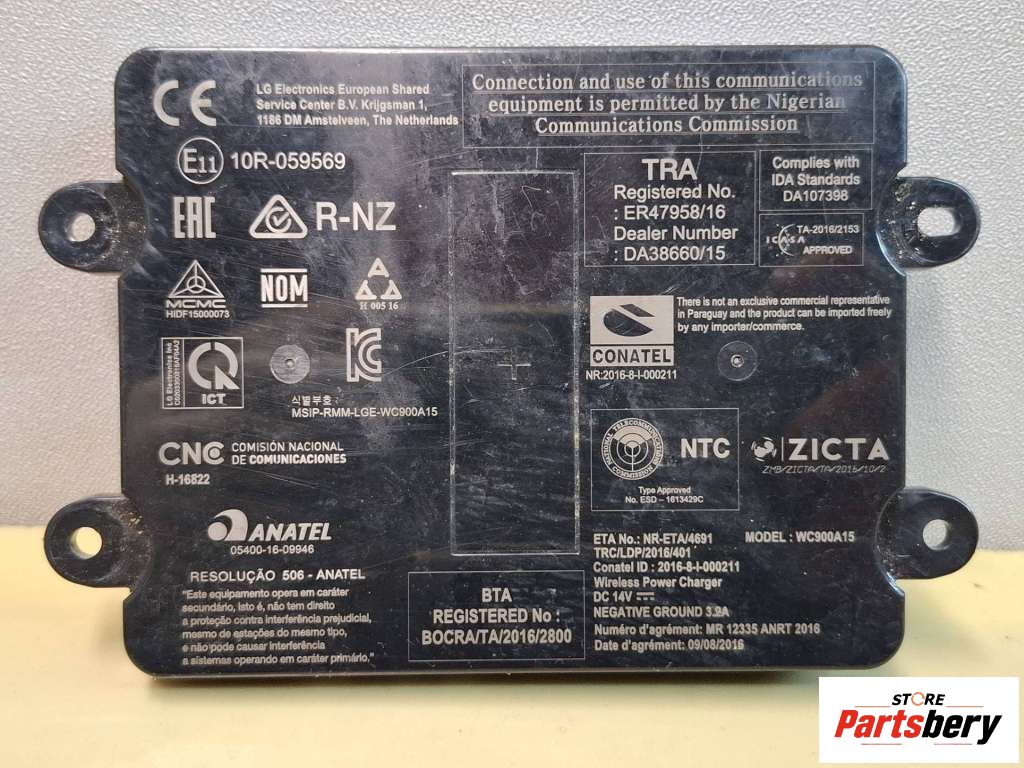 CE
LG Electronics European Shared
Service Center B.V. Krijgsman 1,
1186 DM Amstelveen, The Netherlands
Connection and use of this communications
equipment is permitted by the Nigerian
Communications Commission
E11 10R-059569
TRA
Registered No.
: ER47958/16
Dealer Number
: DA38660/15
Complies with
IDA Standards
DA107398
ICASA TA-2016/2153
APPROVED
EAC R-NZ
MCMC
HIDF15000073
NOM
H 005 16
CONATEL
NR:2016-8-I-000211
There is not an exclusive commercial representative
in Paraguay and the product can be imported freely
by any importer/commerce.
LG Electronics Inc
ICT
식별부호 :
MSIP-RMM-LGE-WC900A15
NTC
Type Approved
No. ESD - 1613429C
ZICTA
ZMB/ZICTA/TA/2016/10/2
CNC COMISIÓN NACIONAL
DE COMUNICACIONES
H-16822
ANATEL
05400-16-09946
RESOLUÇÃO 506 - ANATEL
"Este equipamento opera em caráter
secundário, isto é, não tem direito
a proteção contra interferência prejudicial,
mesmo de estações do mesmo tipo,
e não pode causar interferência
a sistemas operando em caráter primário."
BTA
REGISTERED No :
BOCRA/TA/2016/2800
ETA No.: NR-ETA/4691
MODEL : WC900A15
TRC/LDP/2016/401
Conatel ID : 2016-8-I-000211
Wireless Power Charger
DC 14V
NEGATIVE GROUND 3.2A
Numéro d'agrément: MR 12335 ANRT 2016
Date d'agrément: 09/08/2016
STORE
Partsbery